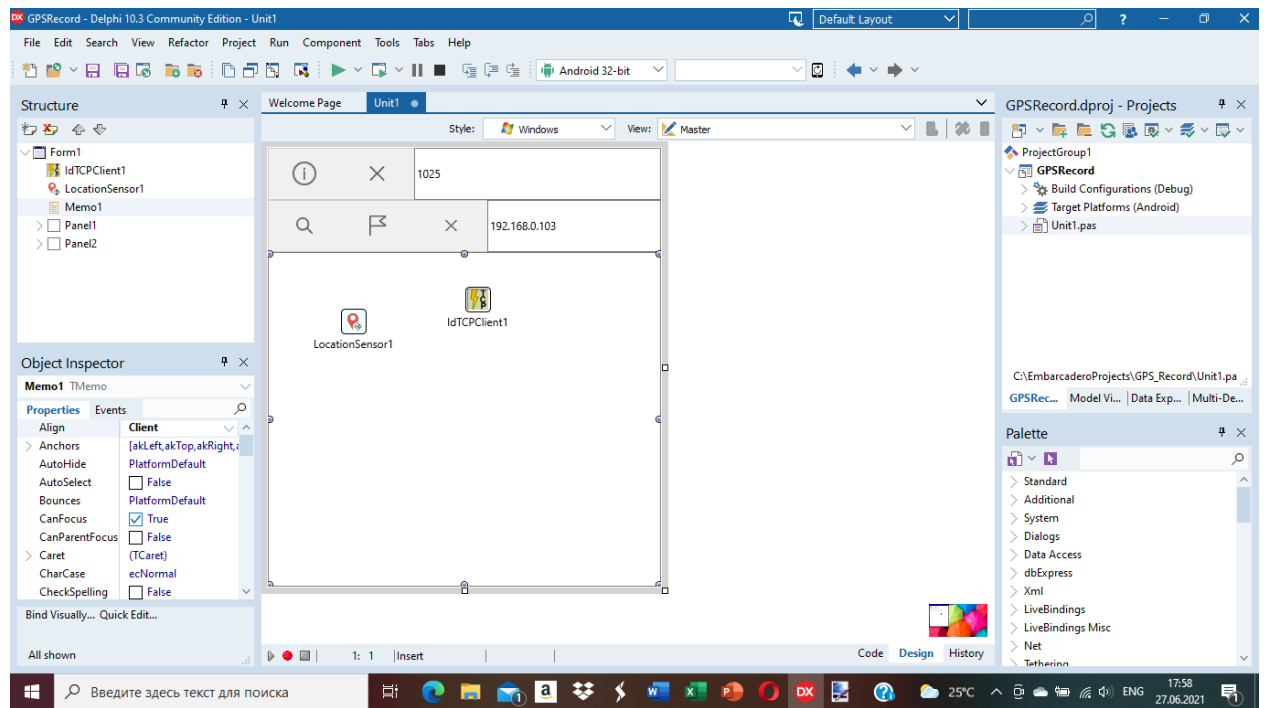 GPSRecord - Delphi 10.3 Community Edition - Unit1
Default Layout
File Edit Search View Refactor Project Run Component Tools Tabs Help
Android 32-bit
Structure
Form1
IdTCPClient1
LocationSensor1
Memo1
Panel1
Panel2
Object Inspector
Memo1 TMemo
Properties Events
Align Client
Anchors [akLeft,akTop,akRight,a
AutoHide PlatformDefault
AutoSelect False
Bounces PlatformDefault
CanFocus True
CanParentFocus False
Caret (TCaret)
CharCase ecNormal
CheckSpelling False
Bind Visually... Quick Edit...
All shown
Welcome Page Unit1
Style: Windows View: Master
1025
192.168.0.103
IdTCPClient1
LocationSensor1
1: 1 Insert
Code Design History
GPSRecord.dproj - Projects
ProjectGroup1
GPSRecord
Build Configurations (Debug)
Target Platforms (Android)
Unit1.pas
C:\EmbarcaderoProjects\GPS_Record\Unit1.pa
GPSRec... Model Vi... Data Exp... Multi-De...
Palette
Standard
Additional
System
Dialogs
Data Access
dbExpress
Xml
LiveBindings
LiveBindings Misc
Net
Tethering
Введите здесь текст для поиска
25°C
ENG
17:58
27.06.2021